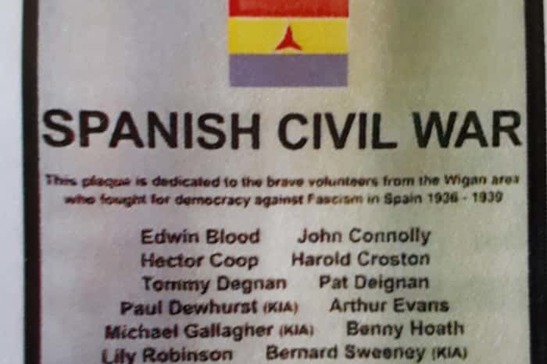 SPANISH CIVIL WAR
This plaque is dedicated to the brave volunteers from the Wigan area
who fought for democracy against Fascism in Spain 1936 - 1939
Edwin Blood John Connolly
Hector Coop Harold Croston
Tommy Degnan Pat Deignan
Paul Dewhurst (KIA) Arthur Evans
Michael Gallagher (KIA) Benny Hoath
Lily Robinson Bernard Sweeney (KIA)